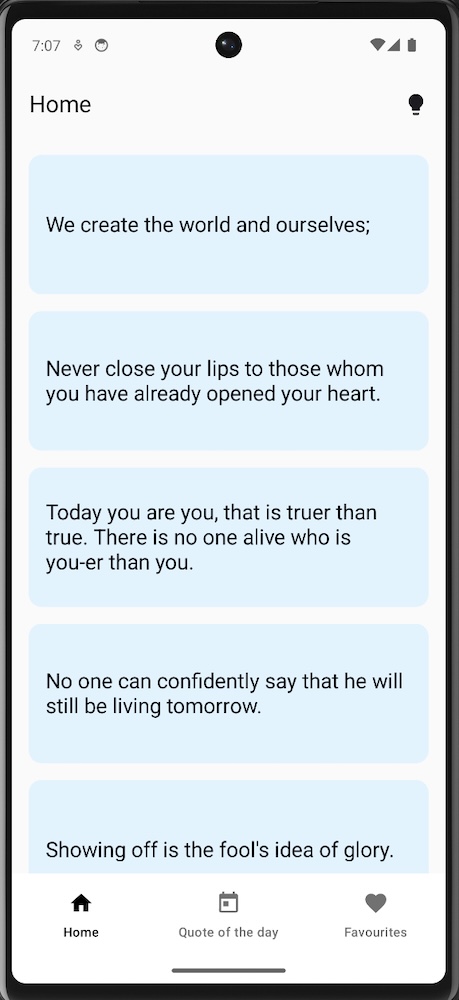 7:07
Home
We create the world and ourselves;
Never close your lips to those whom
you have already opened your heart.
Today you are you, that is truer than
true. There is no one alive who is
you-er than you.
No one can confidently say that he will
still be living tomorrow.
Showing off is the fool's idea of glory.
Home
Quote of the day
Favourites